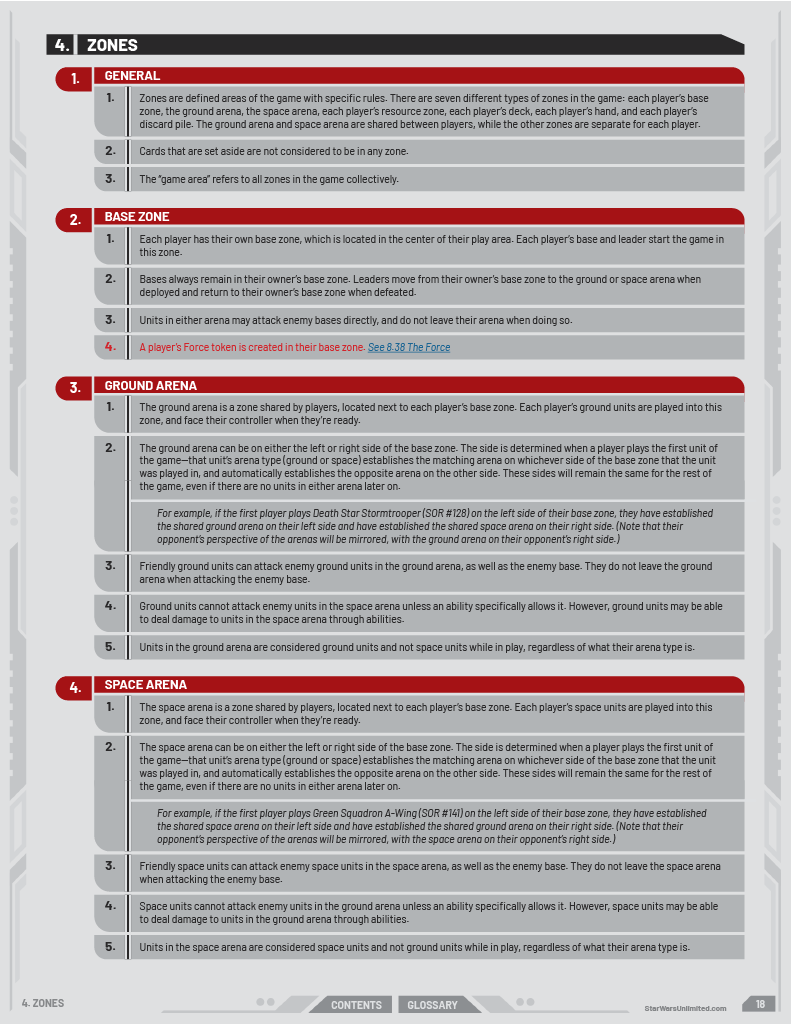 4. ZONES
1. GENERAL
1. Zones are defined areas of the game with specific rules. There are seven different types of zones in the game: each player's base
zone, the ground arena, the space arena, each player's resource zone, each player's deck, each player's hand, and each player's
discard pile. The ground arena and space arena are shared between players, while the other zones are separate for each player.
2. Cards that are set aside are not considered to be in any zone.
3. The "game area" refers to all zones in the game collectively.
2. BASE ZONE
1. Each player has their own base zone, which is located in the center of their play area. Each player's base and leader start the game in
this zone.
2. Bases always remain in their owner's base zone. Leaders move from their owner's base zone to the ground or space arena when
deployed and return to their owner's base zone when defeated.
3. Units in either arena may attack enemy bases directly, and do not leave their arena when doing so.
4. A player's Force token is created in their base zone. See 8.38 The Force
3. GROUND ARENA
1. The ground arena is a zone shared by players, located next to each player's base zone. Each player's ground units are played into this
zone, and face their controller when they're ready.
2. The ground arena can be on either the left or right side of the base zone. The side is determined when a player plays the first unit of
the game—that unit's arena type (ground or space) establishes the matching arena on whichever side of the base zone that the unit
was played in, and automatically establishes the opposite arena on the other side. These sides will remain the same for the rest of
the game, even if there are no units in either arena later on.
For example, if the first player plays Death Star Stormtrooper (SOR #128) on the left side of their base zone, they have established
the shared ground arena on their left side and have established the shared space arena on their right side. (Note that their
opponent's perspective of the arenas will be mirrored, with the ground arena on their opponent's right side.)
3. Friendly ground units can attack enemy ground units in the ground arena, as well as the enemy base. They do not leave the ground
arena when attacking the enemy base.
4. Ground units cannot attack enemy units in the space arena unless an ability specifically allows it. However, ground units may be able
to deal damage to units in the space arena through abilities.
5. Units in the ground arena are considered ground units and not space units while in play, regardless of what their arena type is.
4. SPACE ARENA
1. The space arena is a zone shared by players, located next to each player's base zone. Each player's space units are played into this
zone, and face their controller when they're ready.
2. The space arena can be on either the left or right side of the base zone. The side is determined when a player plays the first unit of
the game—that unit's arena type (ground or space) establishes the matching arena on whichever side of the base zone that the unit
was played in, and automatically establishes the opposite arena on the other side. These sides will remain the same for the rest of
the game, even if there are no units in either arena later on.
For example, if the first player plays Green Squadron A-Wing (SOR #141) on the left side of their base zone, they have established
the shared space arena on their left side and have established the shared ground arena on their right side. (Note that their
opponent's perspective of the arenas will be mirrored, with the space arena on their opponent's right side.)
3. Friendly space units can attack enemy space units in the space arena, as well as the enemy base. They do not leave the space arena
when attacking the enemy base.
4. Space units cannot attack enemy units in the ground arena unless an ability specifically allows it. However, space units may be able
to deal damage to units in the ground arena through abilities.
5. Units in the space arena are considered space units and not ground units while in play, regardless of what their arena type is.
4. ZONES CONTENTS GLOSSARY StarWarsUnlimited.com 18